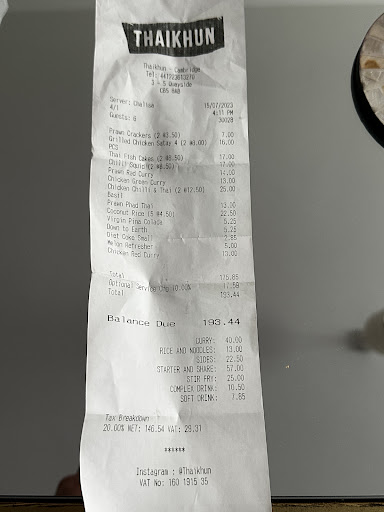 THAIKHUN
Thaikhun - Cambridge
Tel: 441223613270
3 - 5 Quayside
CB5 8AB
Server: Challwa 15/07/2023
4/1 4:11 PM
Guests: 6 30028
Prawn Crackers (2 @3.50) 7.00
Grilled Chicken Satay 4 (2 @8.00) 16.00
PCS
Thai Fish Cakes (2 @8.50) 17.00
Chilli Squid (2 @8.50) 17.00
Prawn Red Curry 14.00
Chicken Green Curry 13.00
Chicken Chilli & Thai (2 @12.50) 25.00
Basil
Prawn Phad Thai 13.00
Coconut Rice (5 @4.50) 22.50
Virgin Pina Colada 5.25
Down to Earth 5.25
Diet Coke Small 2.85
Melon Refresher 5.00
Chicken Red Curry 13.00
Total 175.85
Optional Service Chg 10.00% 17.59
Total 193.44
Balance Due 193.44
CURRY: 40.00
RICE AND NOODLES: 13.00
SIDES: 22.50
STARTER AND SHARE: 57.00
STIR FRY: 25.00
COMPLEX DRINK: 10.50
SOFT DRINK: 7.85
Tax Breakdown
20.00% NET: 146.54 VAT: 29.31
******
Instagram : @Thaikhun
VAT No: 160 1915 35